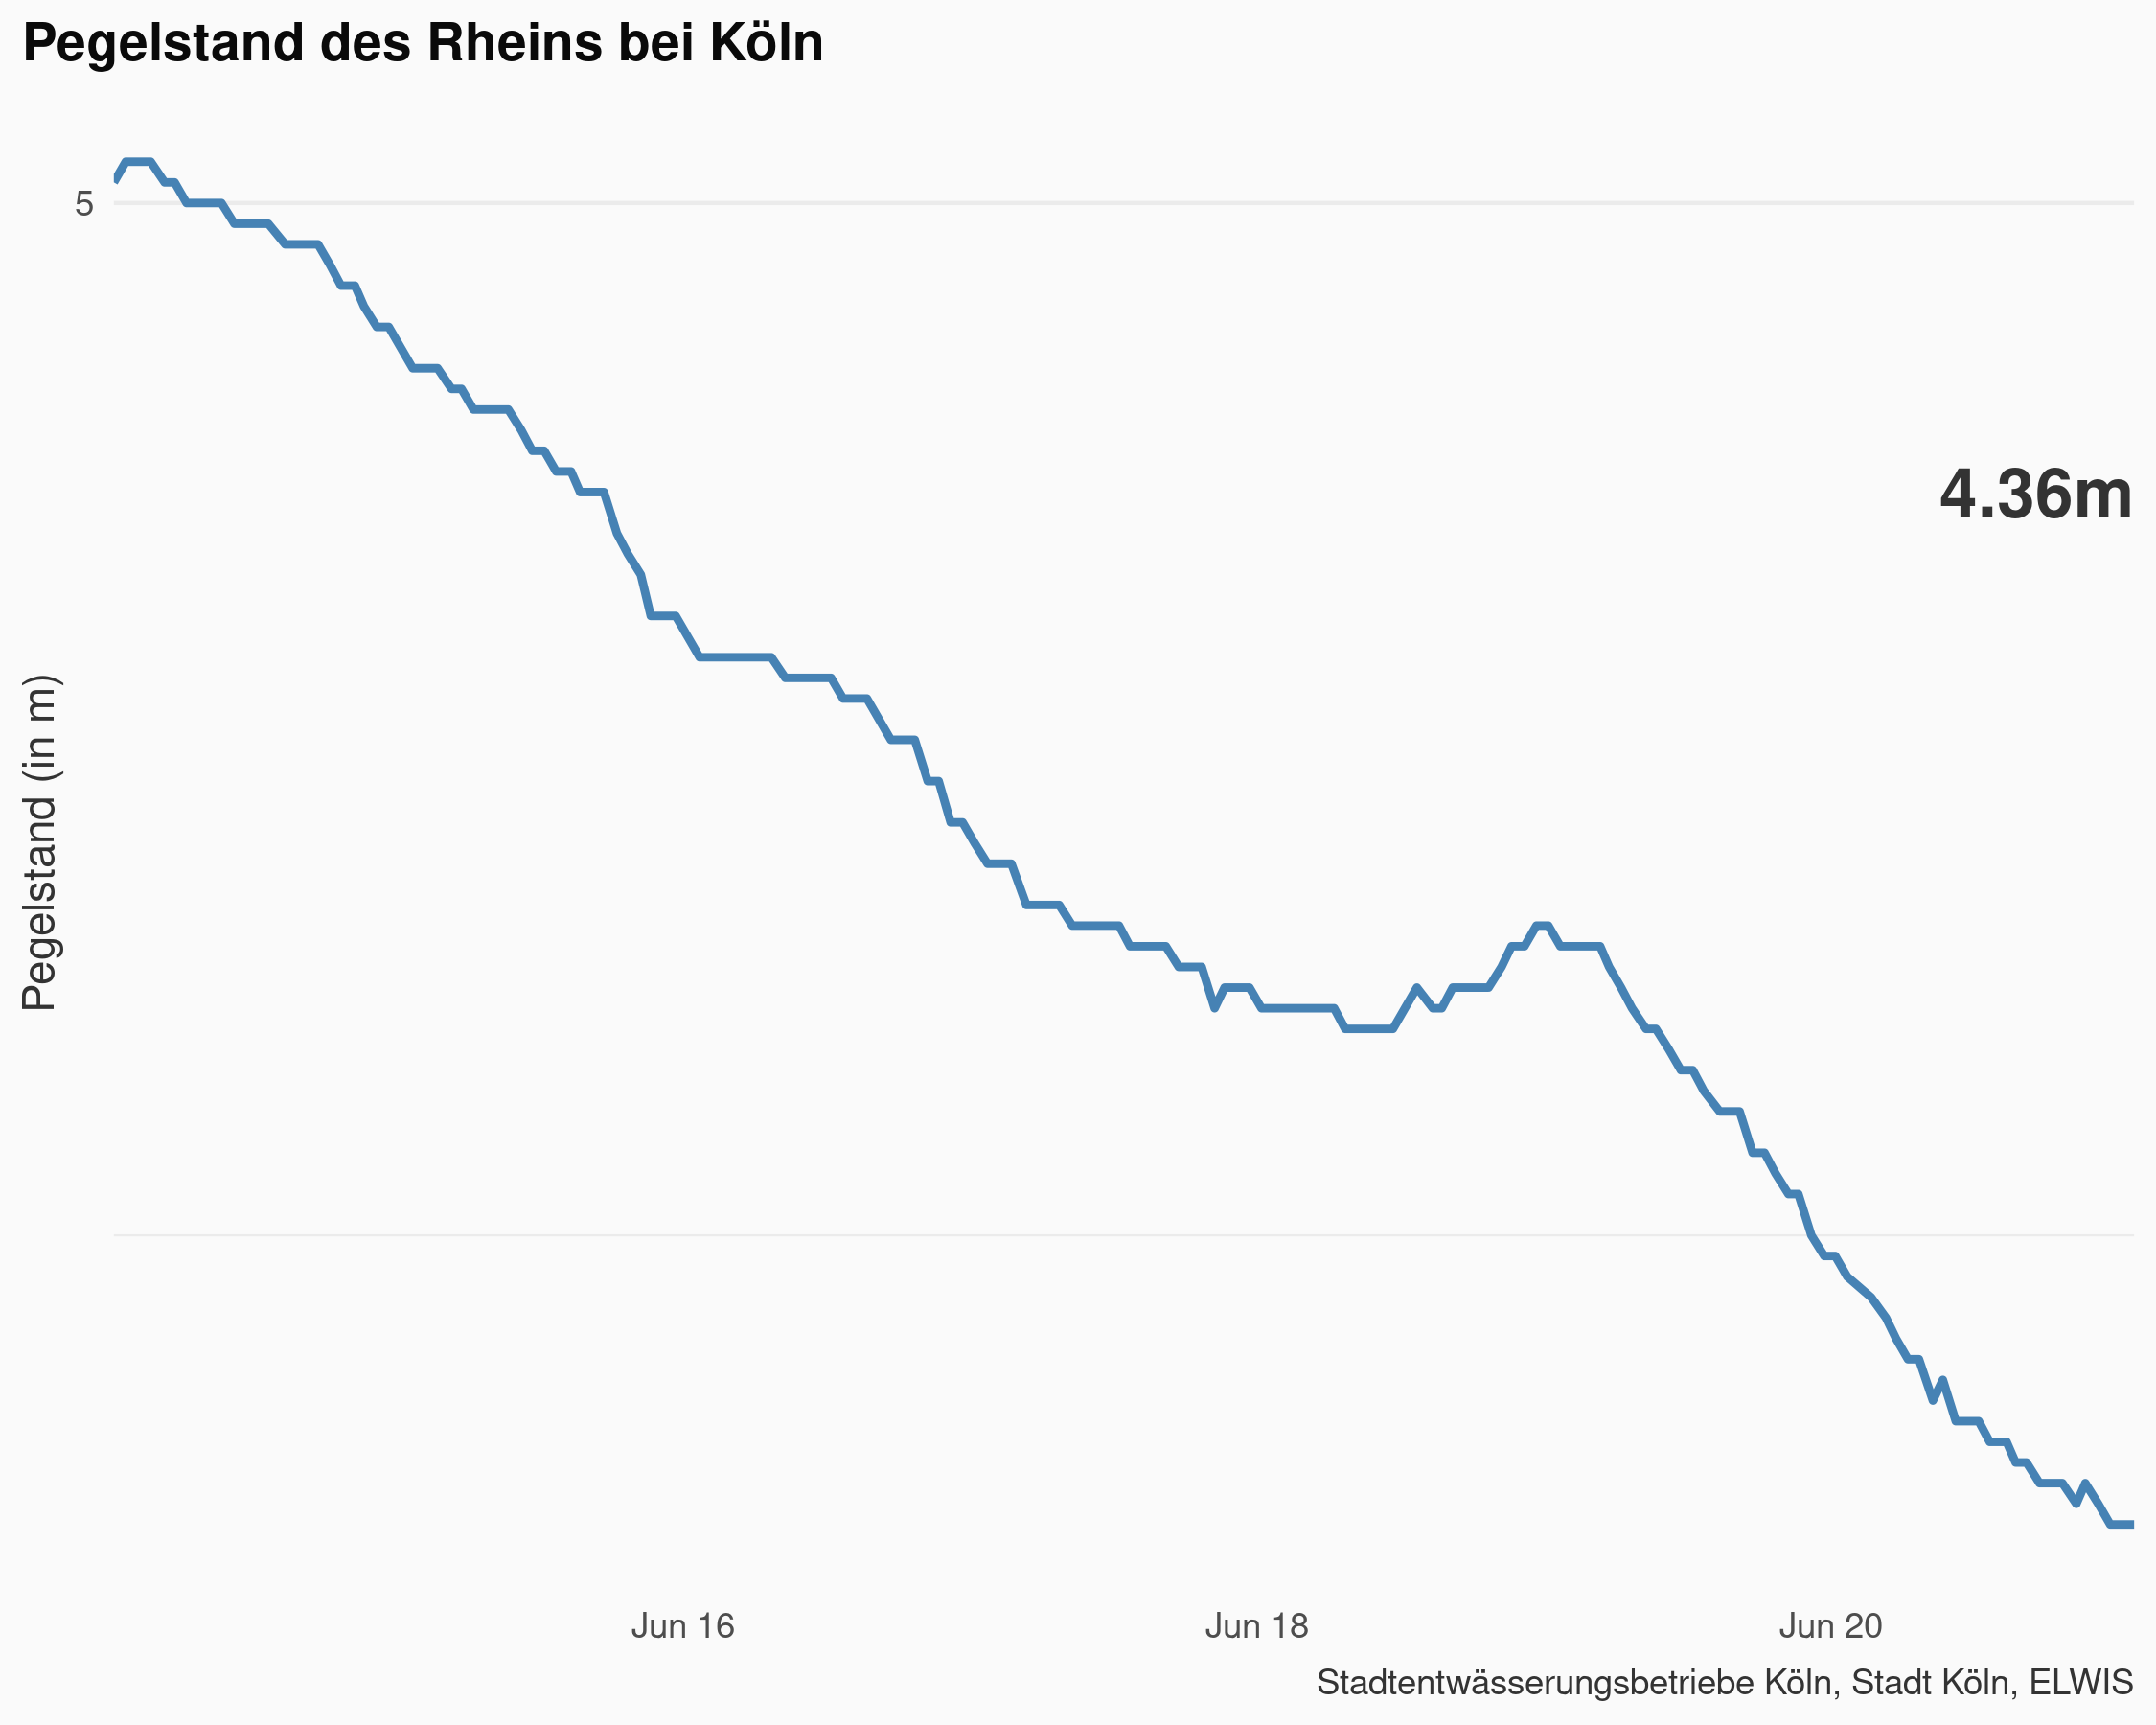 Pegelstand des Rheins bei Köln
5
4.36m
Pegelstand (in m)
Jun 16
Jun 18
Jun 20
Stadtentwässerungsbetriebe Köln, Stadt Köln, ELWIS